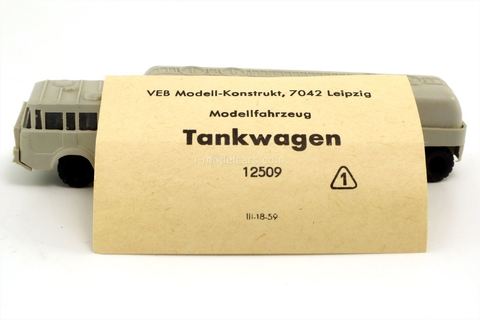 VEB Modell-Konstrukt, 7042 Leipzig
Modellfahrzeug
Tankwagen
12509
1
III-18-59